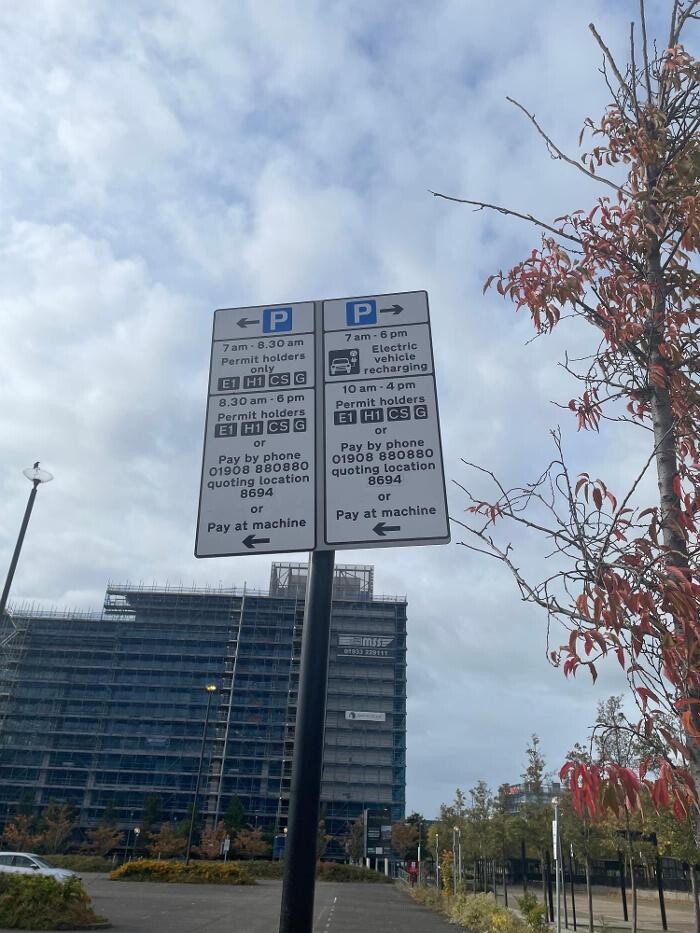 P
7 am - 8.30 am
Permit holders
only
E1 H1 CS G
8.30 am - 6 pm
Permit holders
E1 H1 CS G
or
Pay by phone
01908 880880
quoting location
8694
or
Pay at machine
P
7 am - 6 pm
Electric
vehicle
recharging
10 am - 4 pm
Permit holders
E1 H1 CS G
or
Pay by phone
01908 880880
quoting location
8694
or
Pay at machine
mss
01933 229111